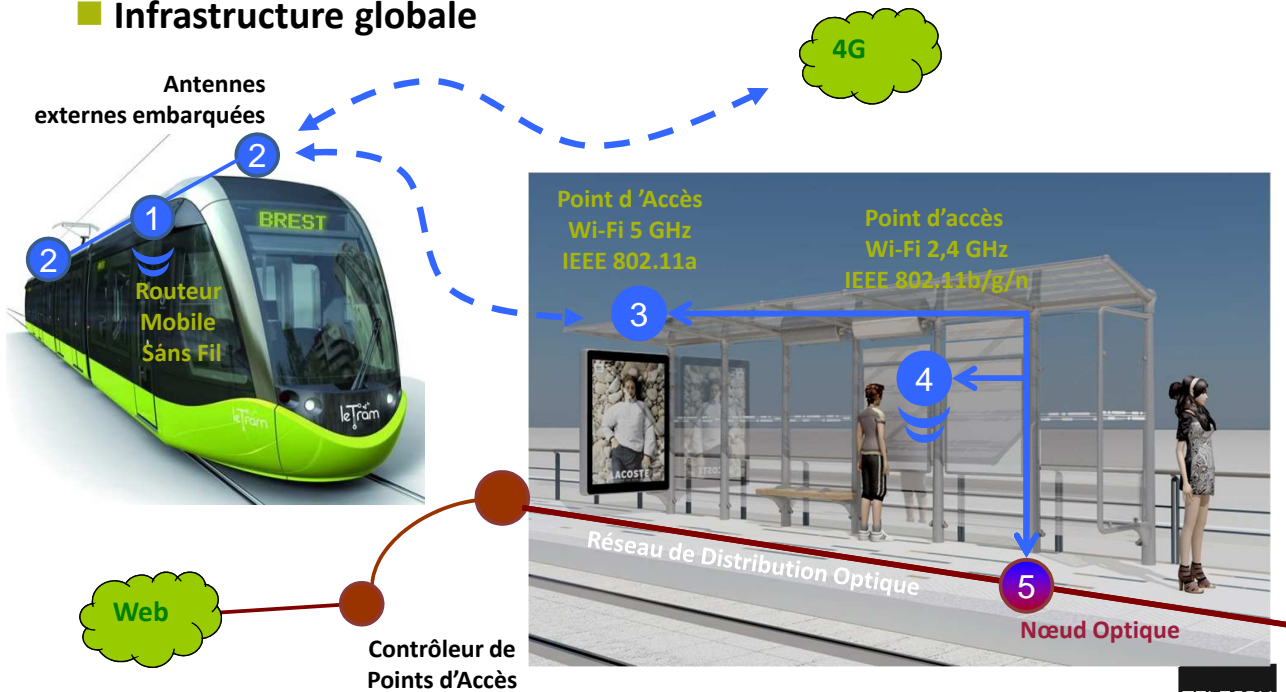 Infrastructure globale
4G
Antennes
externes embarquées
2
1
2
BREST
Routeur
Mobile
Sáns Fil
leTram
leTram
Point d ’Accès
Wi-Fi 5 GHz
IEEE 802.11a
Point d’accès
Wi-Fi 2,4 GHz
IEEE 802.11b/g/n
3
4
LACOSTE
Réseau de Distribution Optique
5
Nœud Optique
Web
Contrôleur de
Points d’Accès